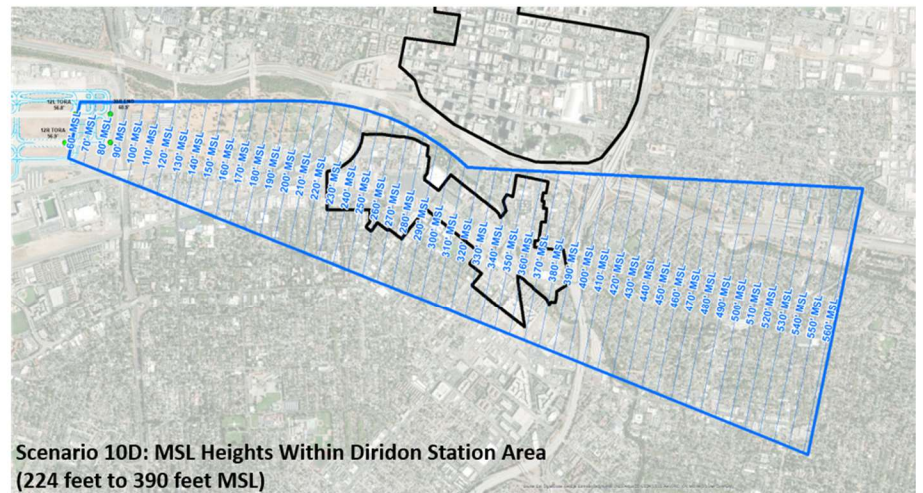 12L TORA
12R TORA
60' MSL
70' MSL
80' MSL
90' MSL
100' MSL
110' MSL
120' MSL
130' MSL
140' MSL
150' MSL
160' MSL
170' MSL
180' MSL
190' MSL
200' MSL
210' MSL
220' MSL
230' MSL
240' MSL
250' MSL
260' MSL
270' MSL
280' MSL
290' MSL
300' MSL
310' MSL
320' MSL
330' MSL
340' MSL
350' MSL
360' MSL
370' MSL
380' MSL
390' MSL
400' MSL
410' MSL
420' MSL
430' MSL
440' MSL
450' MSL
460' MSL
470' MSL
480' MSL
490' MSL
500' MSL
510' MSL
520' MSL
530' MSL
540' MSL
550' MSL
560' MSL
Scenario 10D: MSL Heights Within Diridon Station Area
(224 feet to 390 feet MSL)